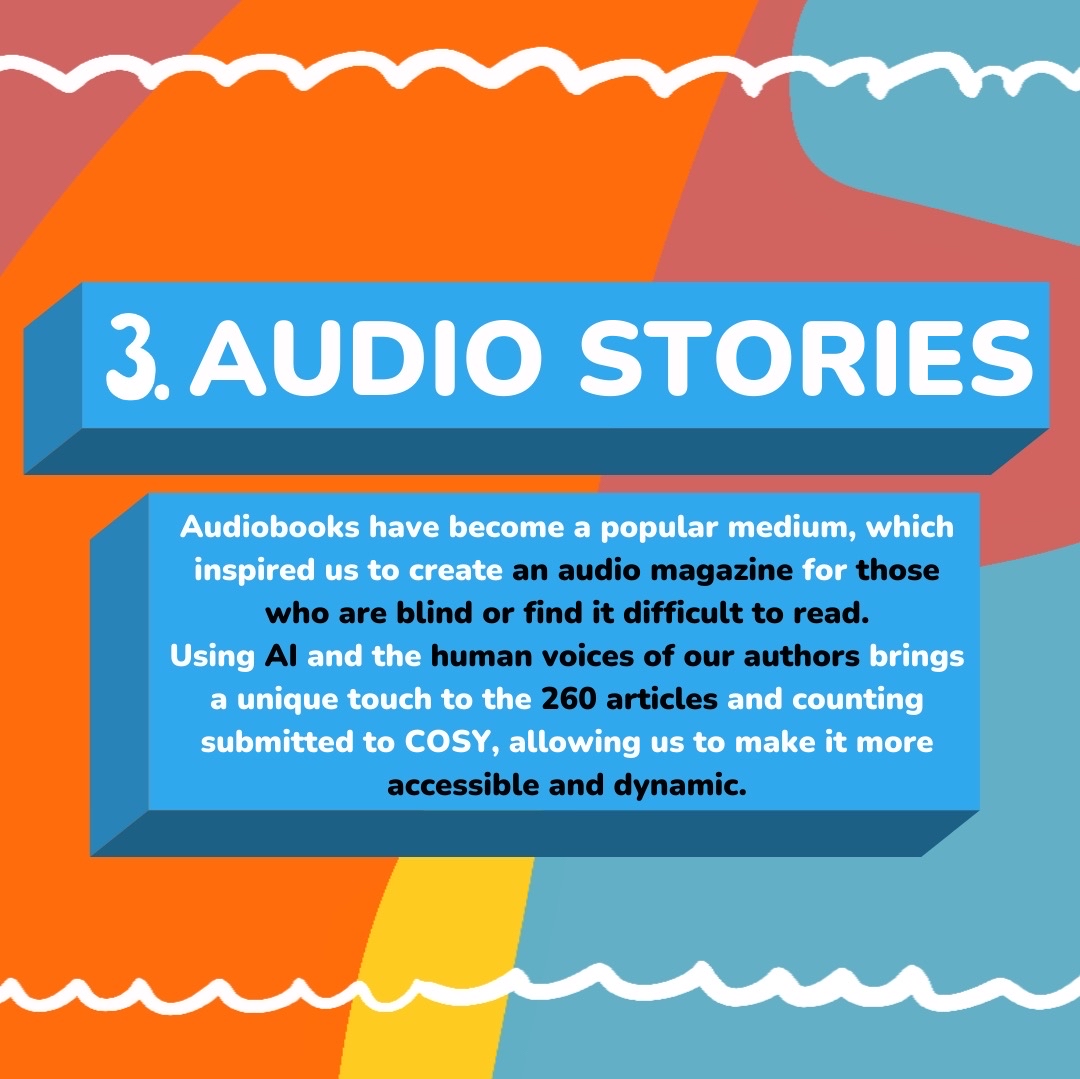 3. AUDIO STORIES
Audiobooks have become a popular medium, which
inspired us to create an audio magazine for those
who are blind or find it difficult to read.
Using AI and the human voices of our authors brings
a unique touch to the 260 articles and counting
submitted to COSY, allowing us to make it more
accessible and dynamic.